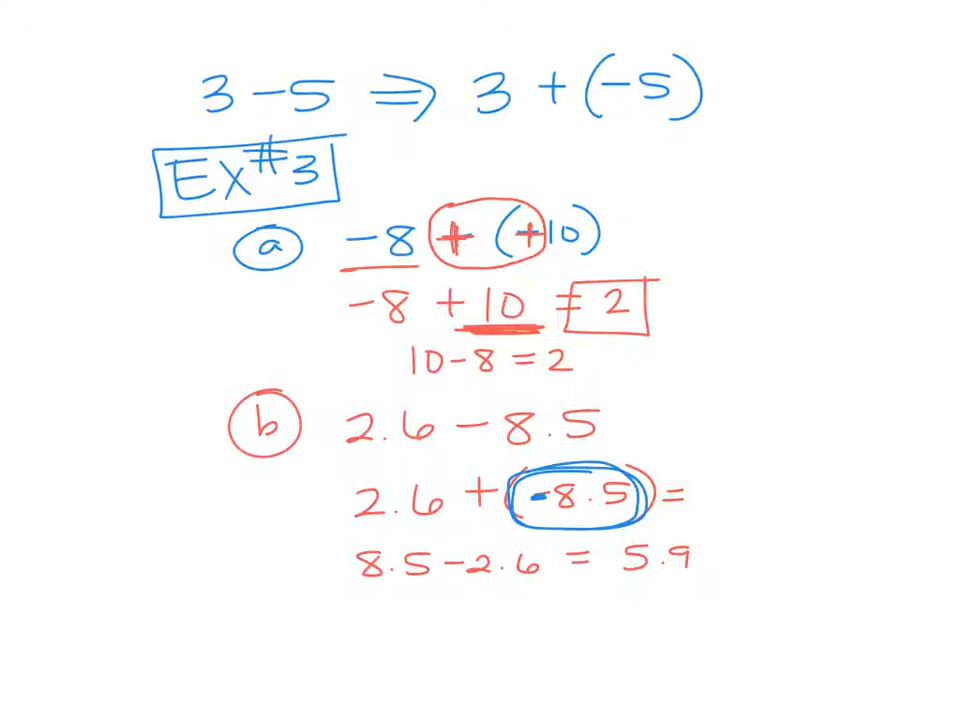 3 - 5 ⇒ 3 + (-5)
EX #3
a -8 + (+10)
-8 + 10 = 2
10 - 8 = 2
b 2.6 - 8.5
2.6 + (-8.5) =
8.5 - 2.6 = 5.9